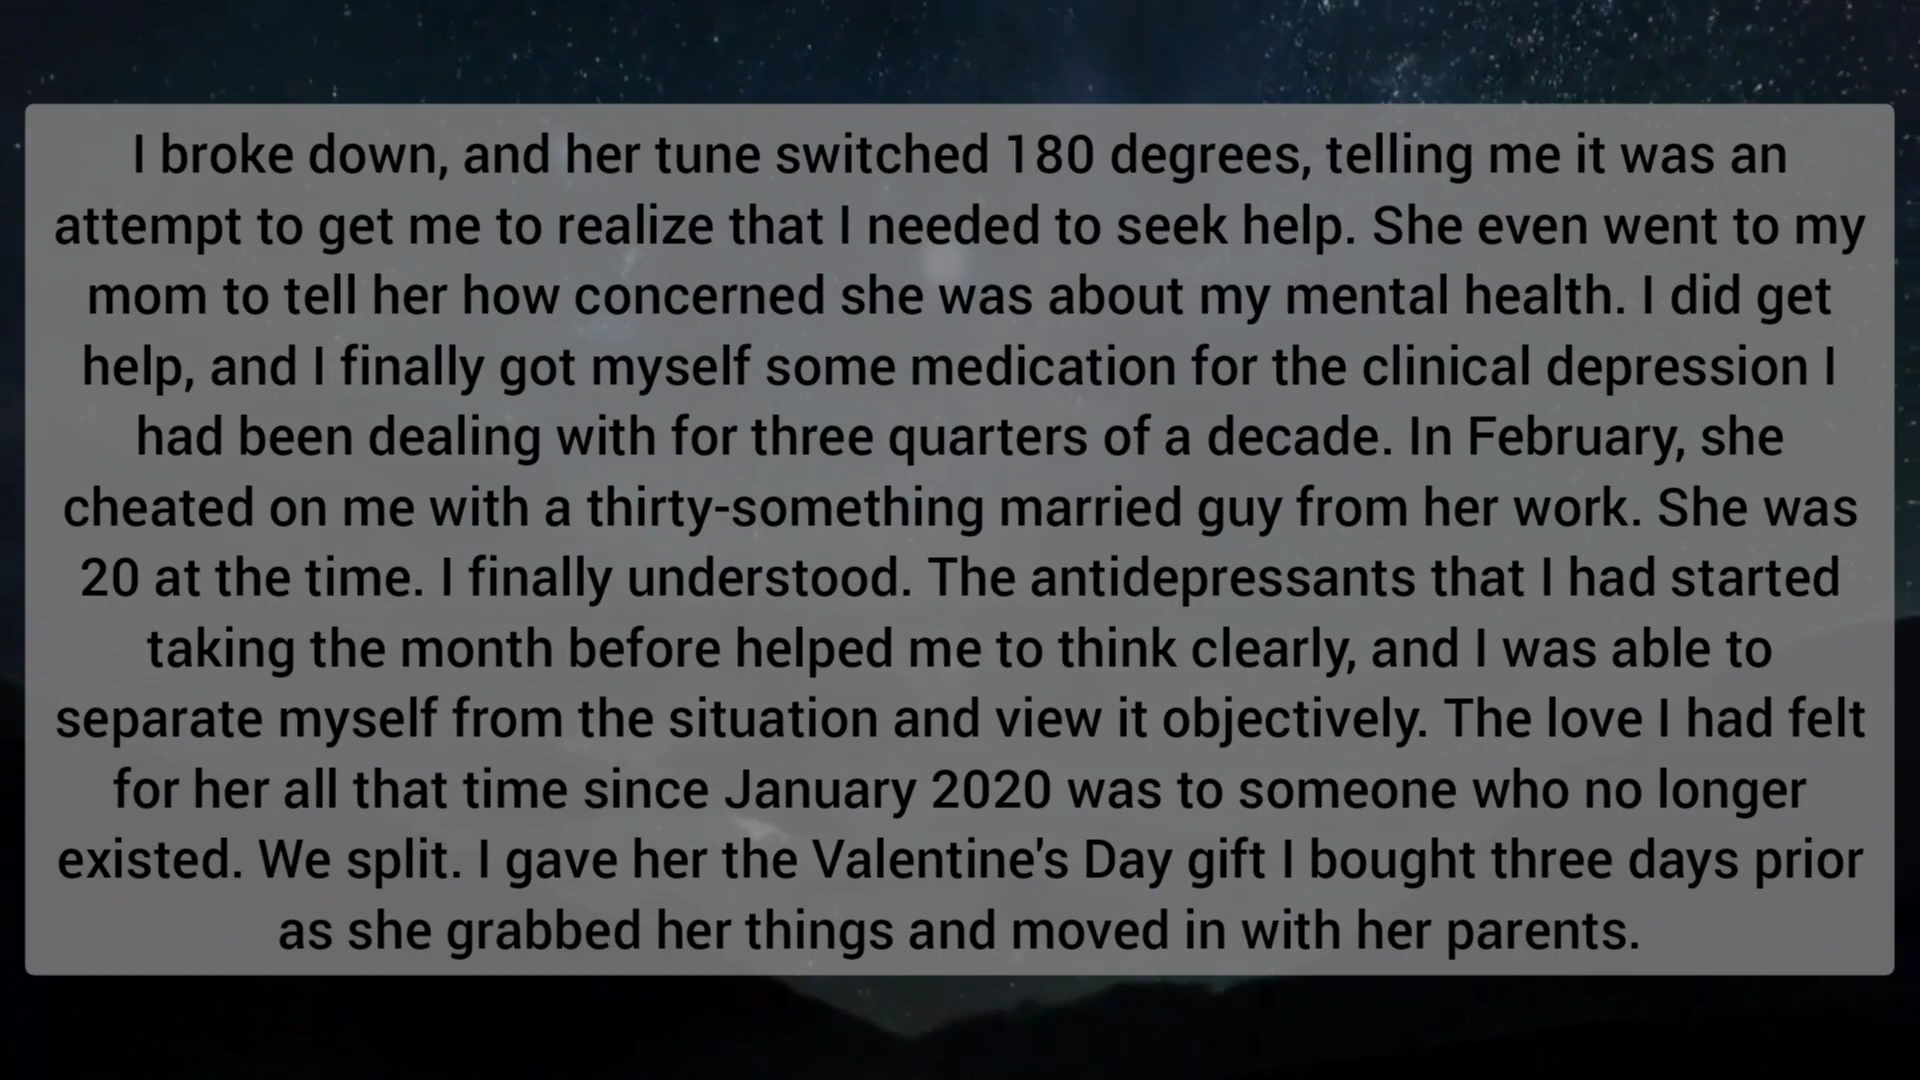 I broke down, and her tune switched 180 degrees, telling me it was an
attempt to get me to realize that I needed to seek help. She even went to my
mom to tell her how concerned she was about my mental health. I did get
help, and I finally got myself some medication for the clinical depression I
had been dealing with for three quarters of a decade. In February, she
cheated on me with a thirty-something married guy from her work. She was
20 at the time. I finally understood. The antidepressants that I had started
taking the month before helped me to think clearly, and I was able to
separate myself from the situation and view it objectively. The love I had felt
for her all that time since January 2020 was to someone who no longer
existed. We split. I gave her the Valentine's Day gift I bought three days prior
as she grabbed her things and moved in with her parents.